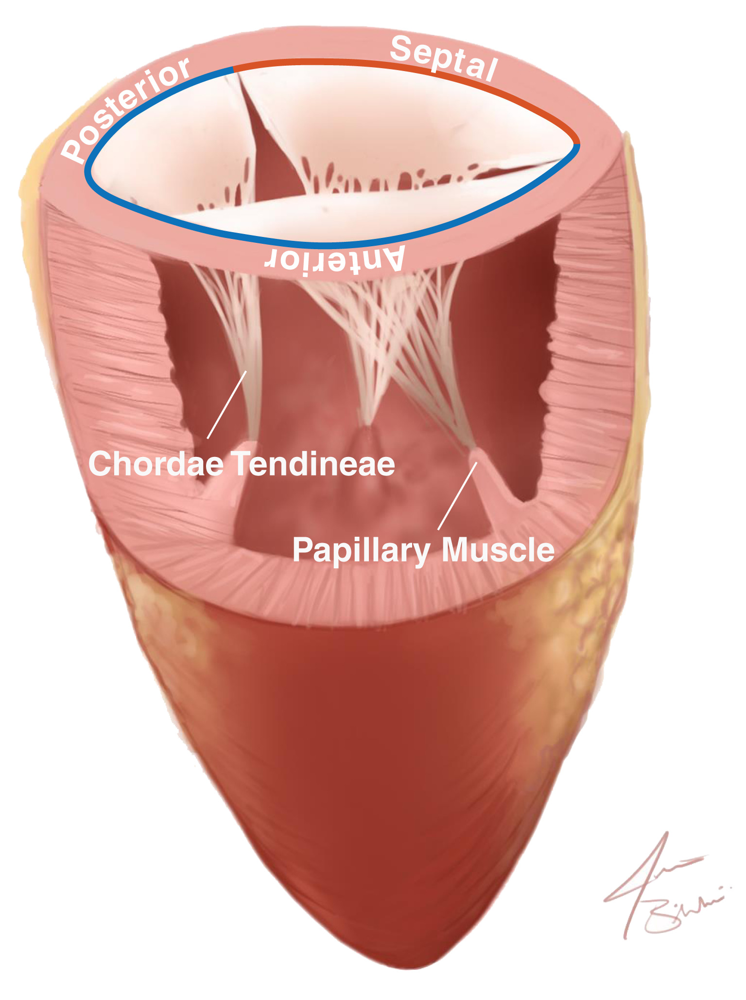 Septal
Posterior
Anterior
Chordae Tendineae
Papillary Muscle